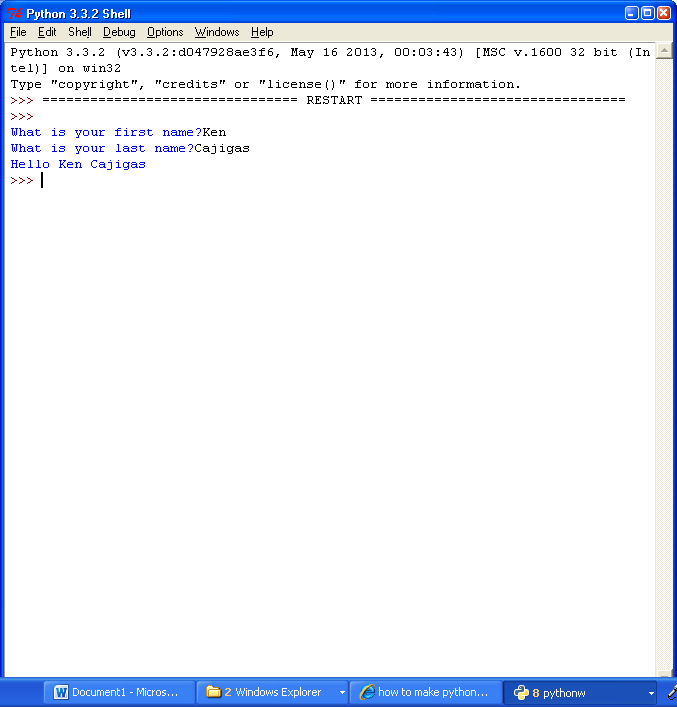 Python 3.3.2 Shell
File Edit Shell Debug Options Windows Help
Python 3.3.2 (v3.3.2:d047928ae3f6, May 16 2013, 00:03:43) [MSC v.1600 32 bit (In
tel)] on win32
Type "copyright", "credits" or "license()" for more information.
>>> ================================ RESTART ================================
>>>
What is your first name?Ken
What is your last name?Cajigas
Hello Ken Cajigas
>>>
Document1 - Micros... 2 Windows Explorer how to make python... 8 pythonw